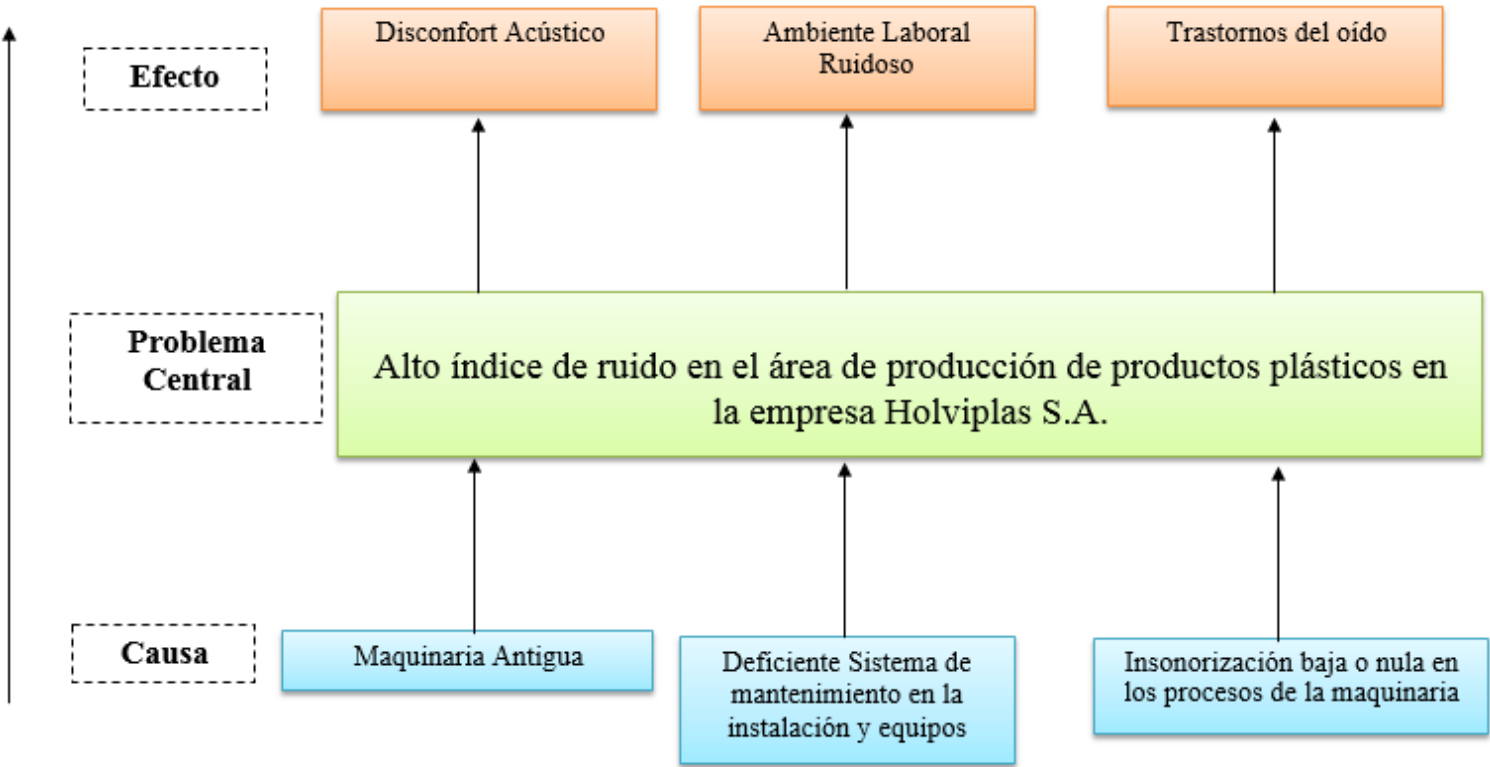 Efecto
Disconfort Acústico
Ambiente Laboral
Ruidoso
Trastornos del oído
Problema
Central
Alto índice de ruido en el área de producción de productos plásticos en
la empresa Holviplas S.A.
Causa
Maquinaria Antigua
Deficiente Sistema de
mantenimiento en la
instalación y equipos
Insonorización baja o nula en
los procesos de la maquinaria